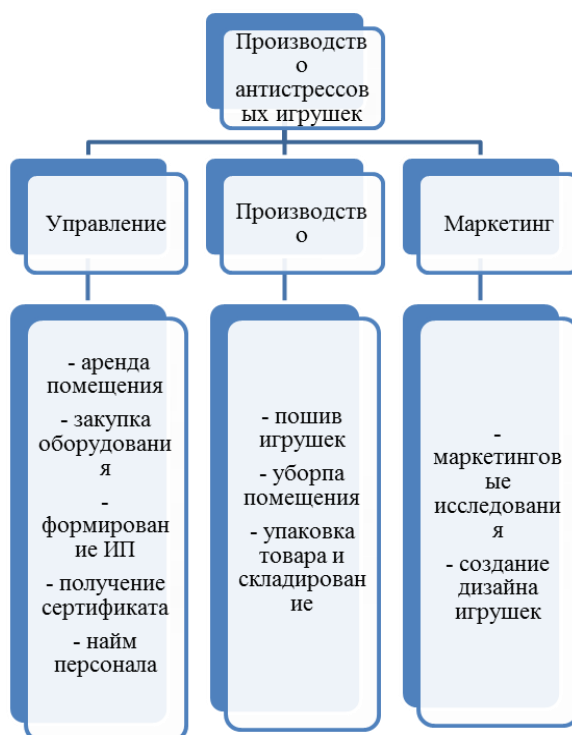 Производств
о
антистрессов
ых игрушек
Управление
Производств
о
Маркетинг
- аренда
помещения
- закупка
оборудовани
я
-
формирован
ие ИП
- получение
сертификата
- найм
персонала
- пошив
игрушек
- уборпа
помещения
- упаковка
товара и
складирован
ие
-
маркетингов
ые
исследовани
я
- создание
дизайна
игрушек